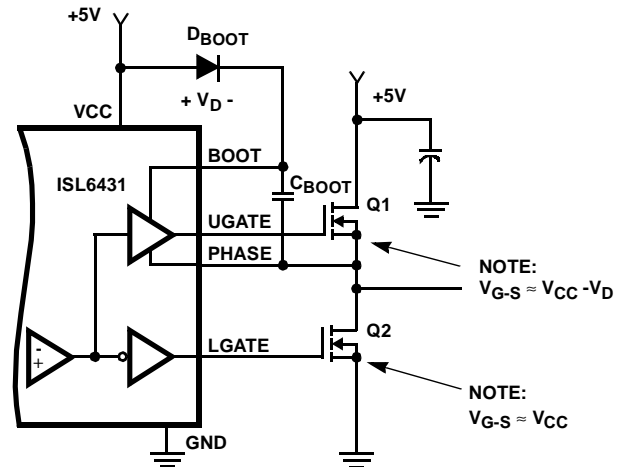 +5V
DBOOT
+ VD -
VCC
+5V
ISL6431
BOOT
CBOOT
UGATE
Q1
PHASE
NOTE:
VG-S ≈ VCC -VD
-
+
LGATE
Q2
NOTE:
VG-S ≈ VCC
GND